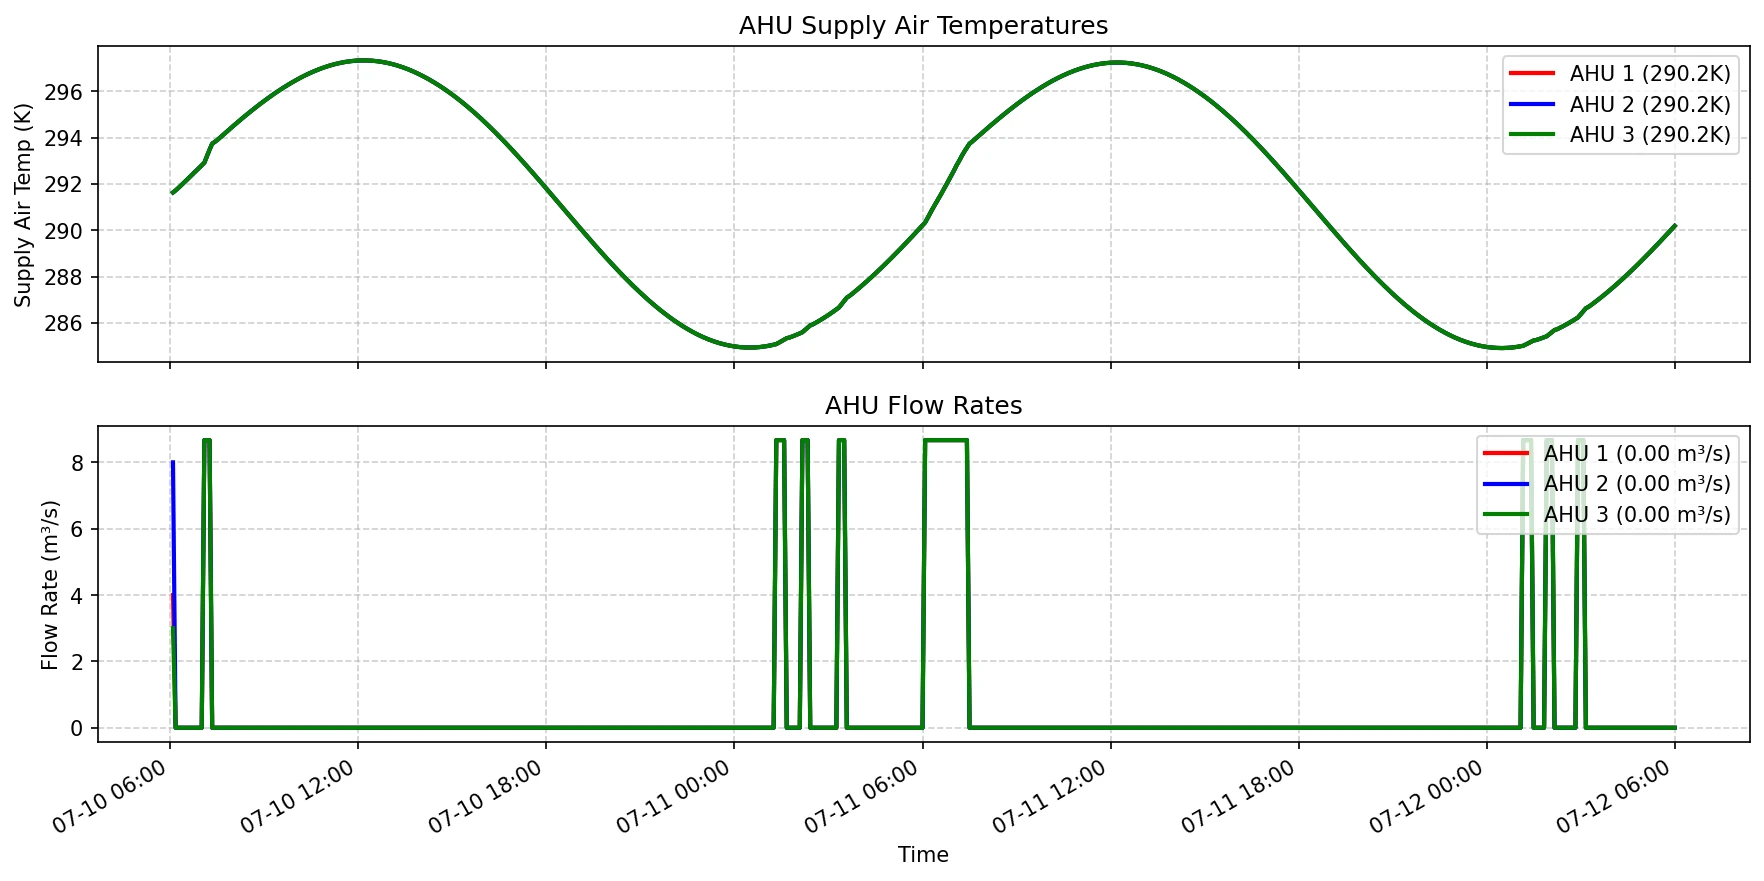 AHU Supply Air Temperatures
Supply Air Temp (K)
296
294
292
290
288
286
AHU 1 (290.2K)
AHU 2 (290.2K)
AHU 3 (290.2K)
AHU Flow Rates
Flow Rate (m³/s)
8
6
4
2
0
AHU 1 (0.00 m³/s)
AHU 2 (0.00 m³/s)
AHU 3 (0.00 m³/s)
07-10 06:00
07-10 12:00
07-10 18:00
07-11 00:00
07-11 06:00
07-11 12:00
07-11 18:00
07-12 00:00
07-12 06:00
Time